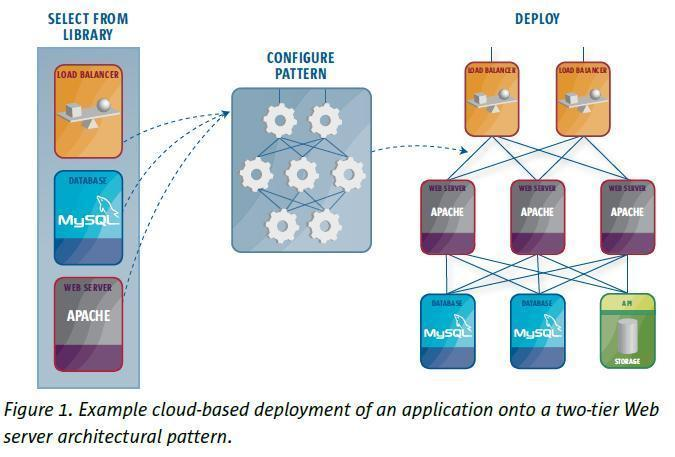 SELECT FROM
LIBRARY
LOAD BALANCER
DATABASE
MySQL
WEB SERVER
APACHE
CONFIGURE
PATTERN
DEPLOY
LOAD BALANCER
LOAD BALANCER
WEB SERVER
APACHE
WEB SERVER
APACHE
WEB SERVER
APACHE
DATABASE
MySQL
DATABASE
MySQL
API
STORAGE
Figure 1. Example cloud-based deployment of an application onto a two-tier Web
server architectural pattern.